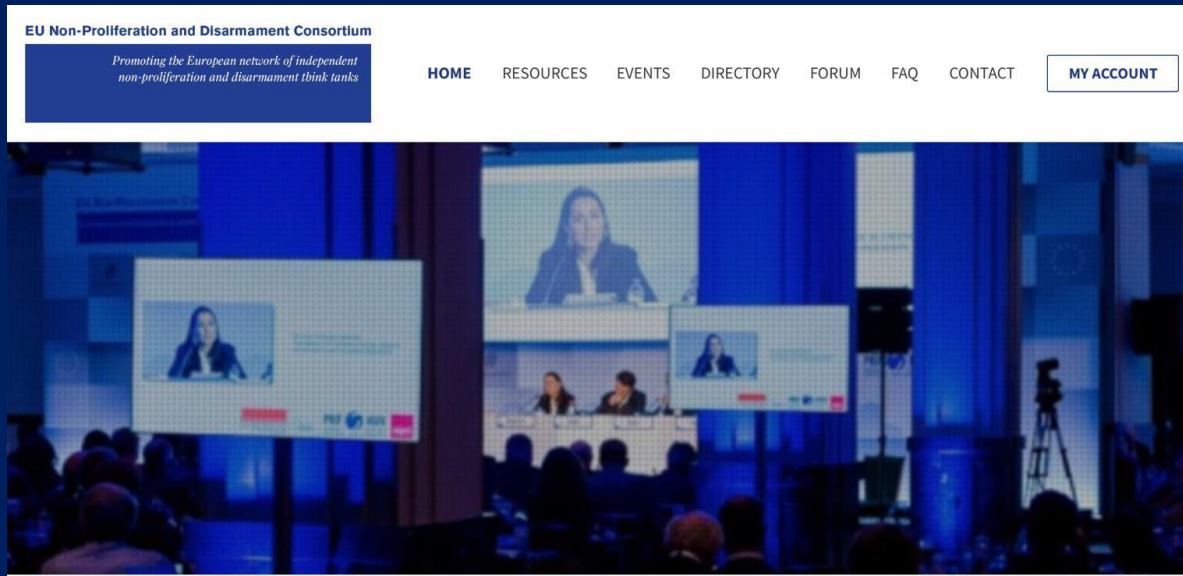 EU Non-Proliferation and Disarmament Consortium
Promoting the European network of independent
non-proliferation and disarmament think tanks
HOME RESOURCES EVENTS DIRECTORY FORUM FAQ CONTACT MY ACCOUNT